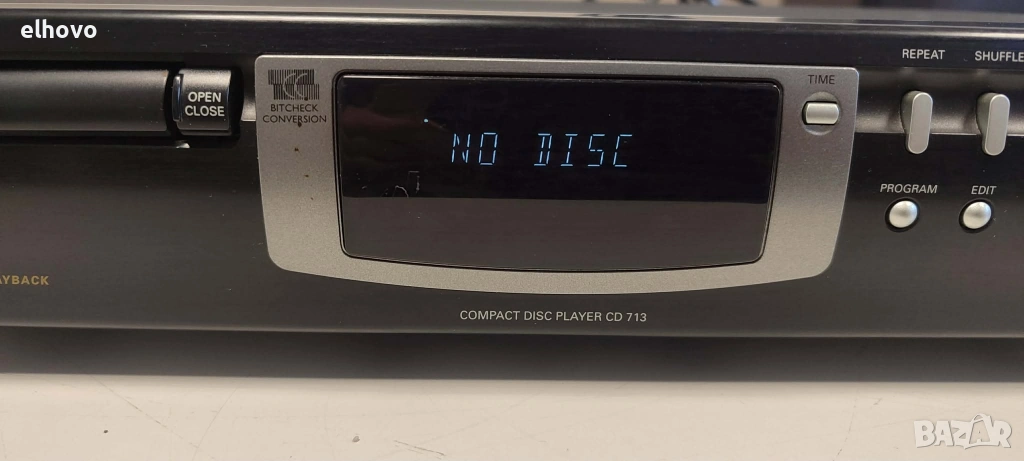 elhovo
REPEAT
SHUFFLE
OPEN
CLOSE
BITCHECK
CONVERSION
TIME
NO DISC
PROGRAM
EDIT
AYBACK
COMPACT DISC PLAYER CD 713
BAZAR